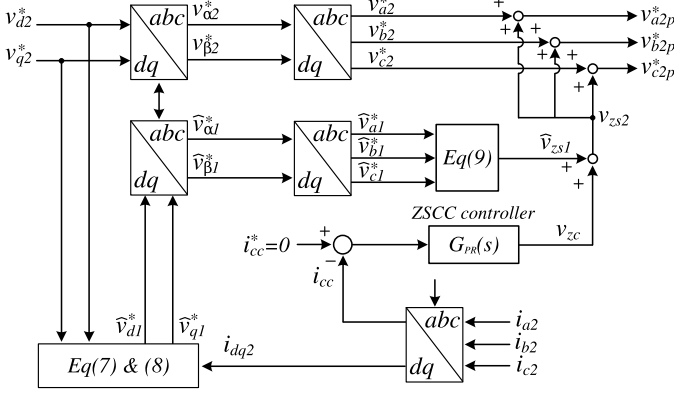 v*d2 abc v*α2 abc v*a2 + v*a2p
v*q2 dq v*β2 dq v*b2 + + + v*b2p
v*c2 + + + v*c2p
+
abc v̂*α1 abc v̂*a1 vzs2
v̂*b1 Eq(9) v̂zs1
dq v̂*β1 dq v̂*c1 +
+
ZSCC controller
i*cc=0 + GPR(s) vzc
−
icc
abc ia2
v̂*d1 v̂*q1 idq2 ib2
Eq(7) & (8) dq ic2